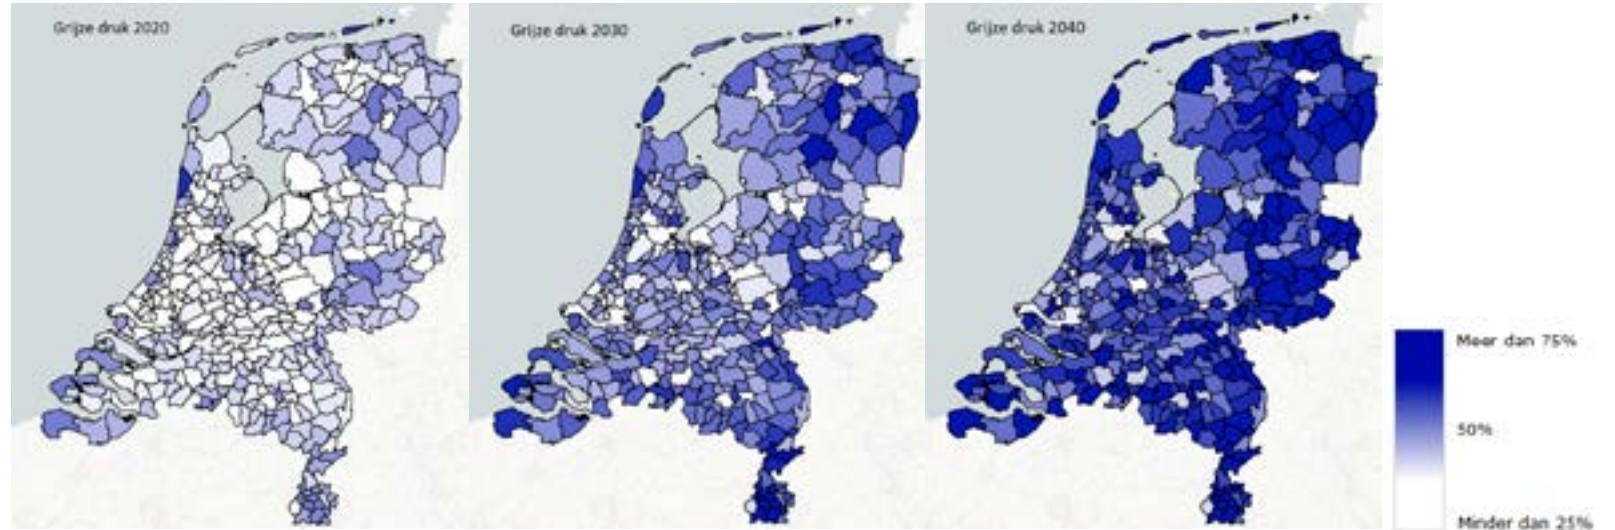 Grijze druk 2020
Grijze druk 2030
Grijze druk 2040
Meer dan 75%
50%
Minder dan 25%